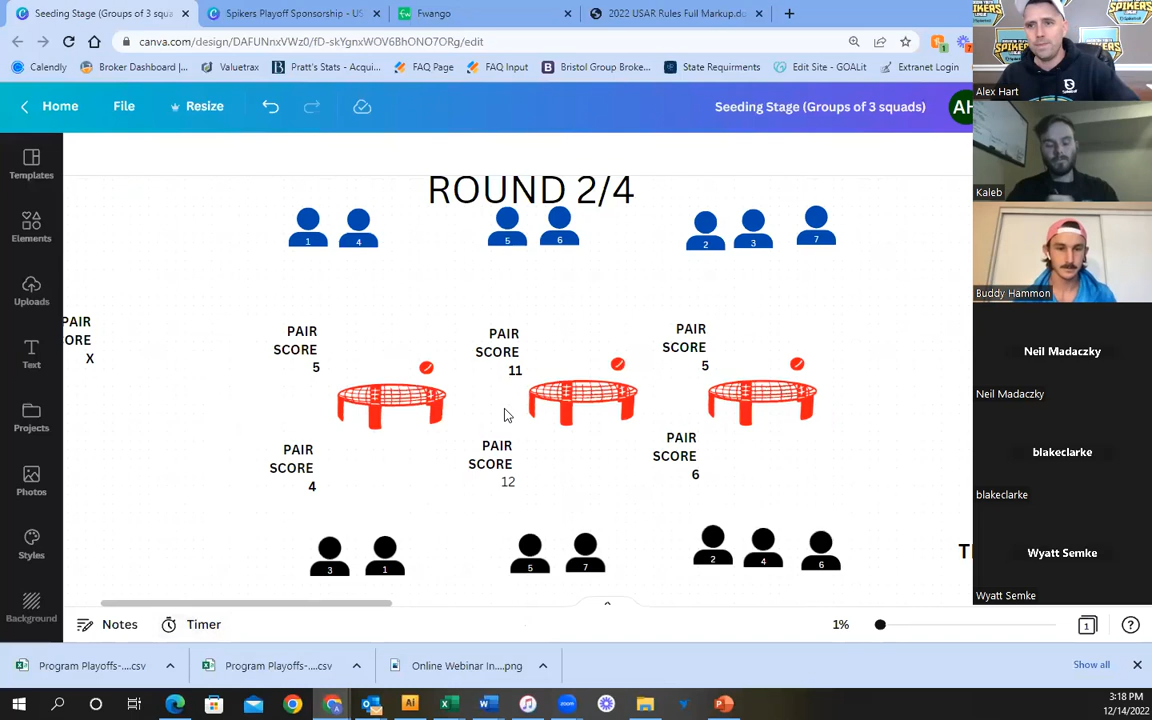 Seeding Stage (Groups of 3 squads)
Spikers Playoff Sponsorship - US
Fwango
2022 USAR Rules Full Markup.do
canva.com/design/DAFUNnxVWz0/fD-skYgnxWOV6BhONO7ORg/edit
Calendly
Broker Dashboard |...
Valuetrax
Pratt's Stats - Acqui...
FAQ Page
FAQ Input
Bristol Group Broke...
State Requirments
Edit Site - GOALit
Extranet Login
Home
File
Resize
Seeding Stage (Groups of 3 squads)
AH
Templates
Elements
Uploads
Text
Projects
Photos
Styles
Background
ROUND 2/4
1 4 5 6 2 3 7
PAIR
ORE
X
PAIR
SCORE
5
PAIR
SCORE
11
PAIR
SCORE
5
PAIR
SCORE
4
PAIR
SCORE
12
PAIR
SCORE
6
3 1 5 7 2 4 6
Notes
Timer
1%
1
Program Playoffs-....csv
Program Playoffs-....csv
Online Webinar In....png
Show all
3:18 PM
12/14/2022
Alex Hart
Kaleb
Buddy Hammon
Neil Madaczky
Neil Madaczky
blakeclarke
blakeclarke
Wyatt Semke
Wyatt Semke